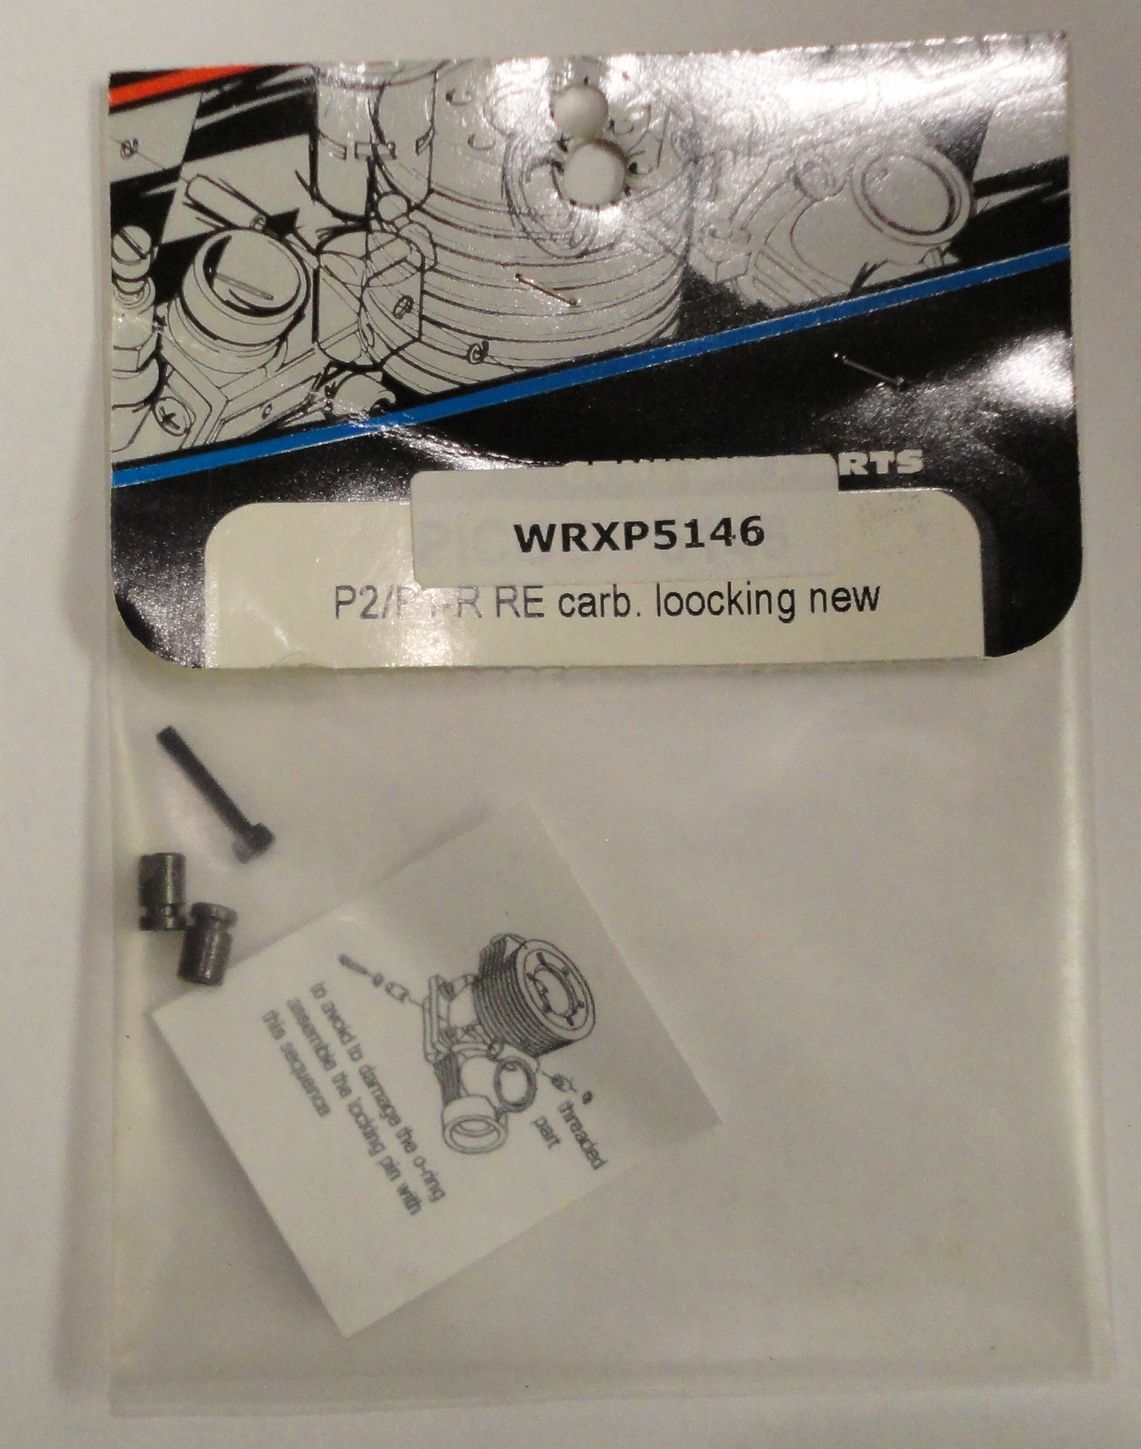 RTS
WRXP5146
P2/P1-R RE carb. loocking new
to avoid to damage the o-ring
assemble the locking pin with
this sequence
threaded
part